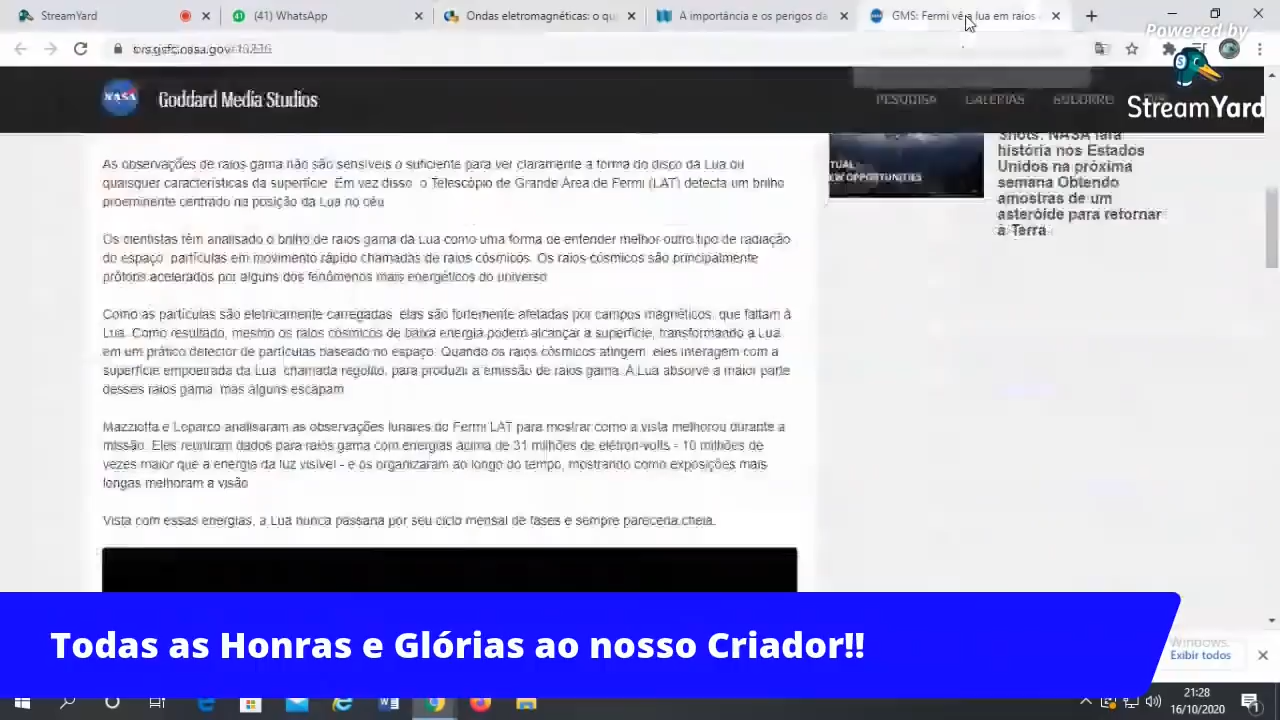 StreamYard
(41) WhatsApp
Ondas eletromagnéticas: o qu
A importância e os perigos da
GMS: Fermi vê a lua em raios
Powered by
StreamYard
NASA
Goddard Media Studios
PESQUISA
GALERIAS
SOCORRO
As observações de raios gama não são sensíveis o suficiente para ver claramente a forma do disco da Lua ou
quaisquer características da superfície. Em vez disso, o Telescópio de Grande Área de Fermi (LAT) detecta um brilho
proeminente centrado na posição da Lua no céu
Os cientistas têm analisado o brilho de raios gama da Lua como uma forma de entender melhor outro tipo de radiação
do espaço: partículas em movimento rápido chamadas de raios cósmicos. Os raios cósmicos são principalmente
prótons acelerados por alguns dos fenômenos mais energéticos do universo
Como as partículas são eletricamente carregadas, elas são fortemente afetadas por campos magnéticos, que faltam à
Lua. Como resultado, mesmo os raios cósmicos de baixa energia podem alcançar a superfície, transformando a Lua
em um prático detector de partículas baseado no espaço. Quando os raios cósmicos atingem, eles interagem com a
superfície empoeirada da Lua, chamada regolito, para produzir a emissão de raios gama. A Lua absorve a maior parte
desses raios gama, mas alguns escapam
Mazziotta e Loparco analisaram as observações lunares do Fermi LAT para mostrar como a vista melhorou durante a
missão. Eles reuniram dados para raios gama com energias acima de 31 milhões de elétron-volts - 10 milhões de
vezes maior que a energia da luz visível - e os organizaram ao longo do tempo, mostrando como exposições mais
longas melhoram a visão
Vista com essas energias, a Lua nunca passaria por seu ciclo mensal de fases e sempre pareceria cheia.
OPPORTUNITIES
Shots: NASA fará
história nos Estados
Unidos na próxima
semana Obtendo
amostras de um
asteróide para retornar
à Terra
Todas as Honras e Glórias ao nosso Criador!!
Windows.
Exibir todos
21:28
16/10/2020